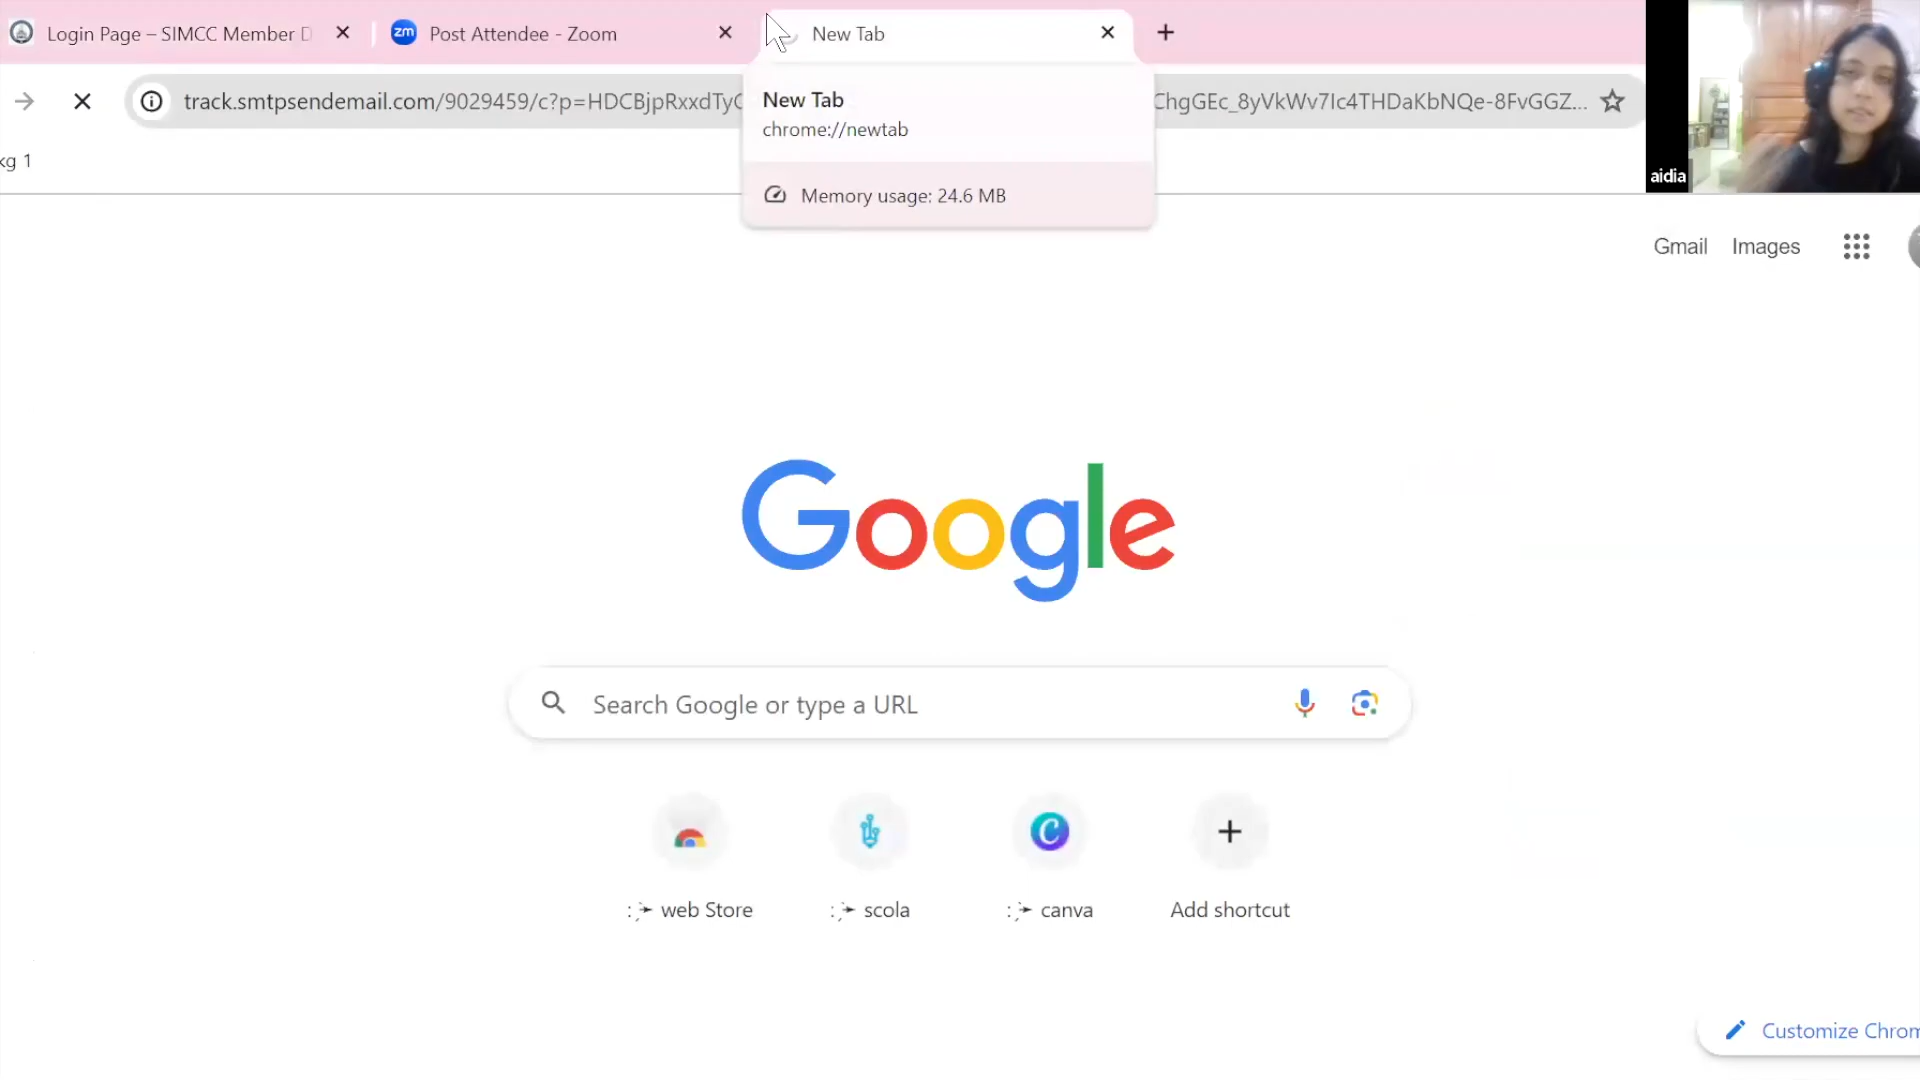 Login Page – SIMCC Member D
zm
Post Attendee - Zoom
New Tab
track.smtpsendemail.com/9029459/c?p=HDCBjpRxxdTyC
ChgGEc_8yVkWv7Ic4THDaKbNQe-8FvGGZ...
New Tab
chrome://newtab
kg 1
Memory usage: 24.6 MB
aidia
Gmail
Images
Google
Search Google or type a URL
web Store
scola
canva
Add shortcut
Customize Chrom